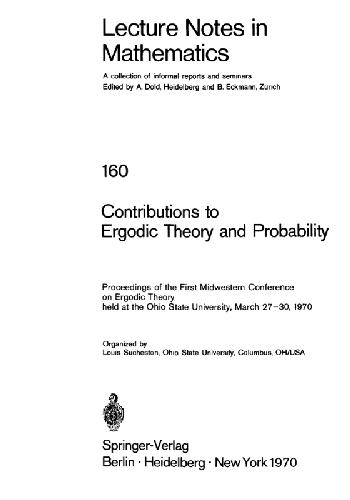 Lecture Notes in
Mathematics
A collection of informal reports and seminars
Edited by A. Dold, Heidelberg and B. Eckmann, Zürich
160
Contributions to
Ergodic Theory and Probability
Proceedings of the First Midwestern Conference
on Ergodic Theory
held at the Ohio State University, March 27–30, 1970
Organized by
Louis Sucheston, Ohio State University, Columbus, OH/USA
Springer-Verlag
Berlin · Heidelberg · New York 1970